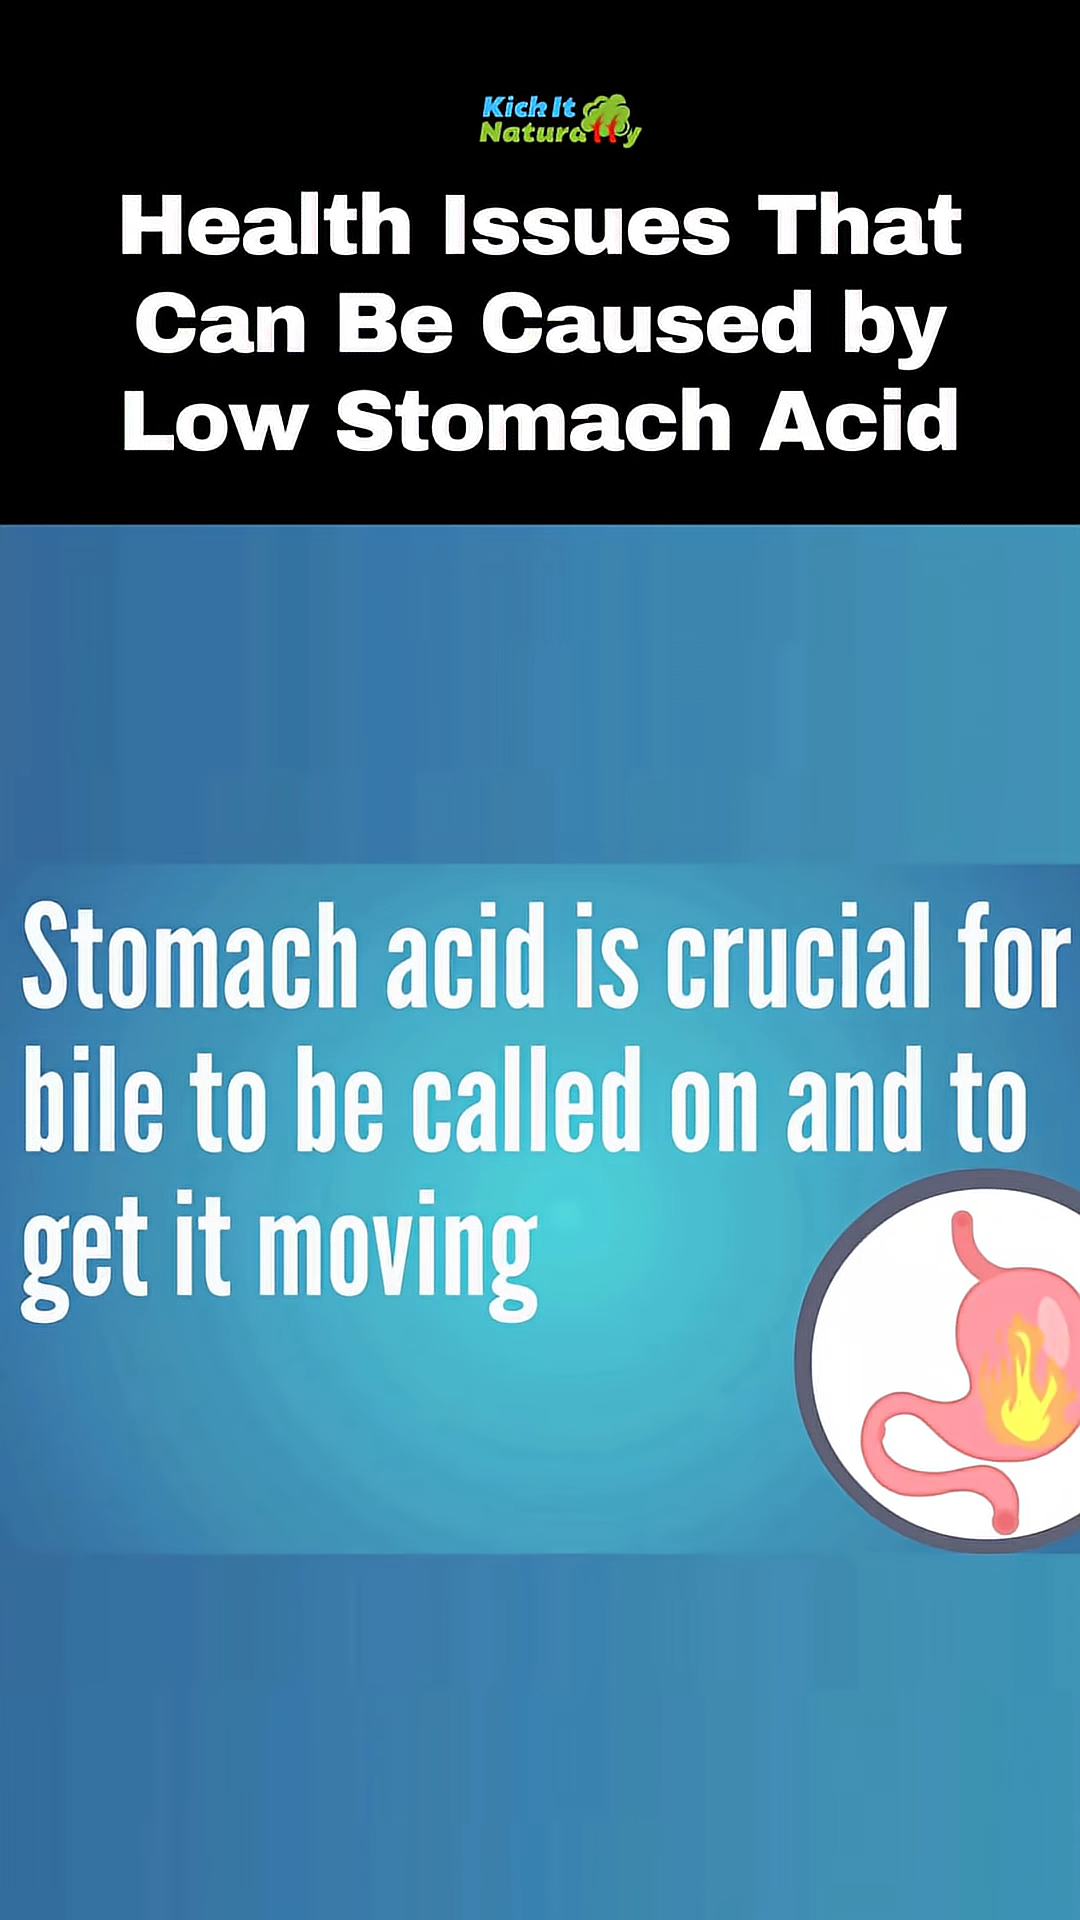 Kick It
Naturally
Health Issues That
Can Be Caused by
Low Stomach Acid
Stomach acid is crucial for
bile to be called on and to
get it moving